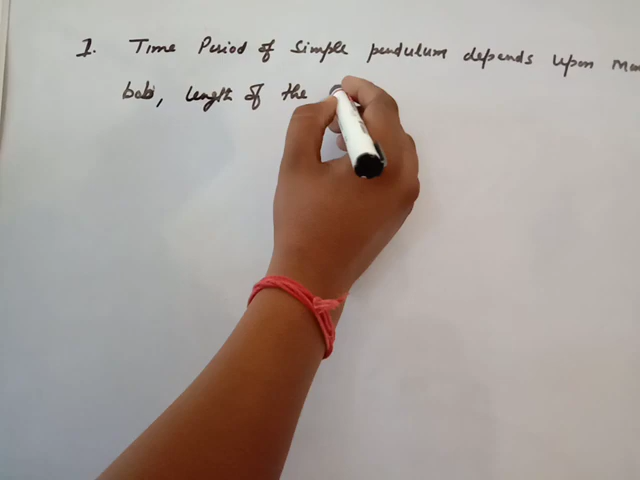 1. Time Period of simple pendulum depends upon
bob, length of the